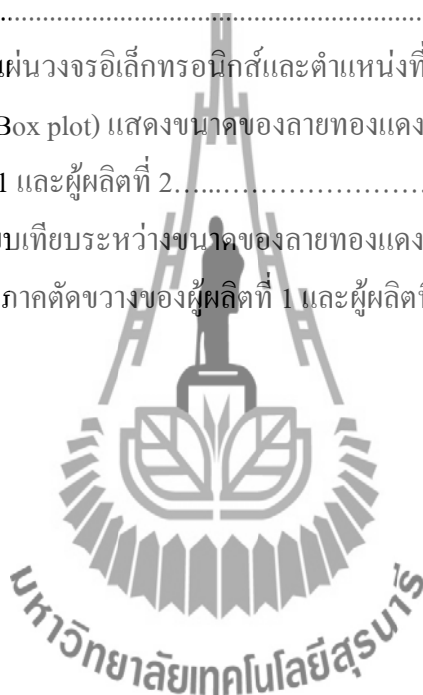 ...............................................................
ผ่นวงจรอิเล็กทรอนิกส์และตำแหน่งที่
Box plot) แสดงขนาดของลายทองแดง
1 และผู้ผลิตที่ 2..............................
บเทียบระหว่างขนาดของลายทองแดง
ภาคตัดขวางของผู้ผลิตที่ 1 และผู้ผลิตที่
มหาวิทยาลัยเทคโนโลยีสุรนารี